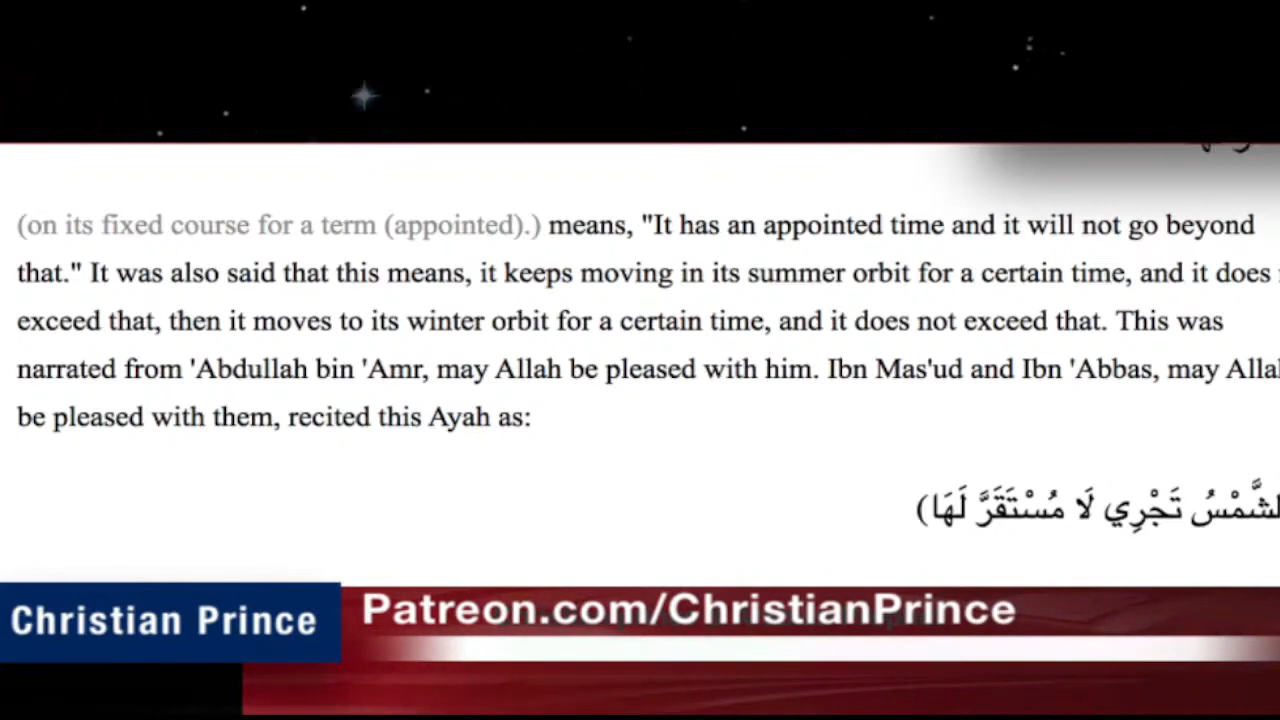 (on its fixed course for a term (appointed).) means, "It has an appointed time and it will not go beyond
that." It was also said that this means, it keeps moving in its summer orbit for a certain time, and it does
exceed that, then it moves to its winter orbit for a certain time, and it does not exceed that. This was
narrated from 'Abdullah bin 'Amr, may Allah be pleased with him. Ibn Mas'ud and Ibn 'Abbas, may Allah
be pleased with them, recited this Ayah as:
لشَّمْسُ تَجْرِي لَا مُسْتَقَرَّ لَهَا)
Christian Prince
Patreon.com/ChristianPrince